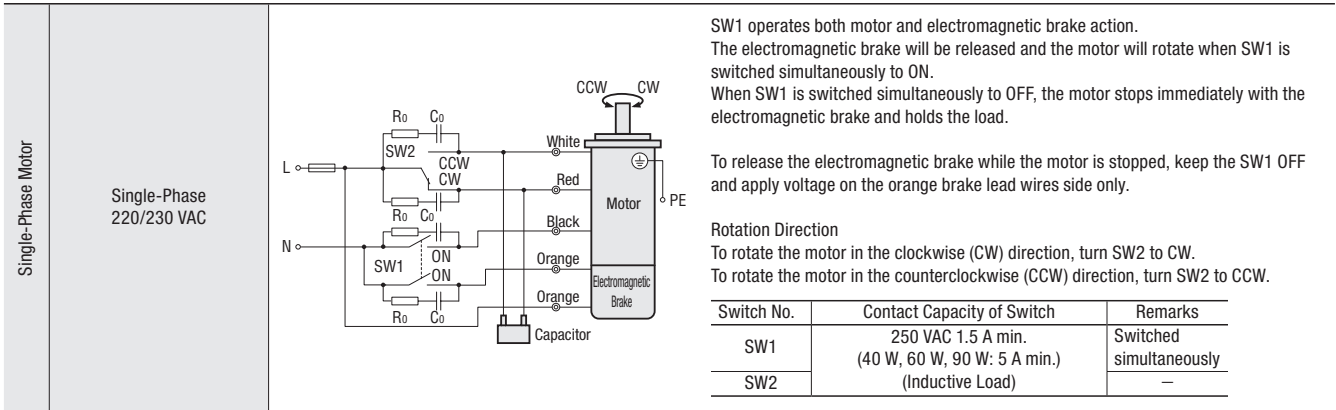 Single-Phase Motor
Single-Phase
220/230 VAC
CCW CW
R0 C0
White
SW2
CCW
L
CW
Red
Motor
PE
R0 C0
Black
N
ON
SW1
Orange
ON
Electromagnetic
Brake
Orange
R0 C0
Capacitor
SW1 operates both motor and electromagnetic brake action.
The electromagnetic brake will be released and the motor will rotate when SW1 is
switched simultaneously to ON.
When SW1 is switched simultaneously to OFF, the motor stops immediately with the
electromagnetic brake and holds the load.
To release the electromagnetic brake while the motor is stopped, keep the SW1 OFF
and apply voltage on the orange brake lead wires side only.
Rotation Direction
To rotate the motor in the clockwise (CW) direction, turn SW2 to CW.
To rotate the motor in the counterclockwise (CCW) direction, turn SW2 to CCW.
Switch No. Contact Capacity of Switch Remarks
SW1 250 VAC 1.5 A min. Switched
(40 W, 60 W, 90 W: 5 A min.) simultaneously
SW2 (Inductive Load) –